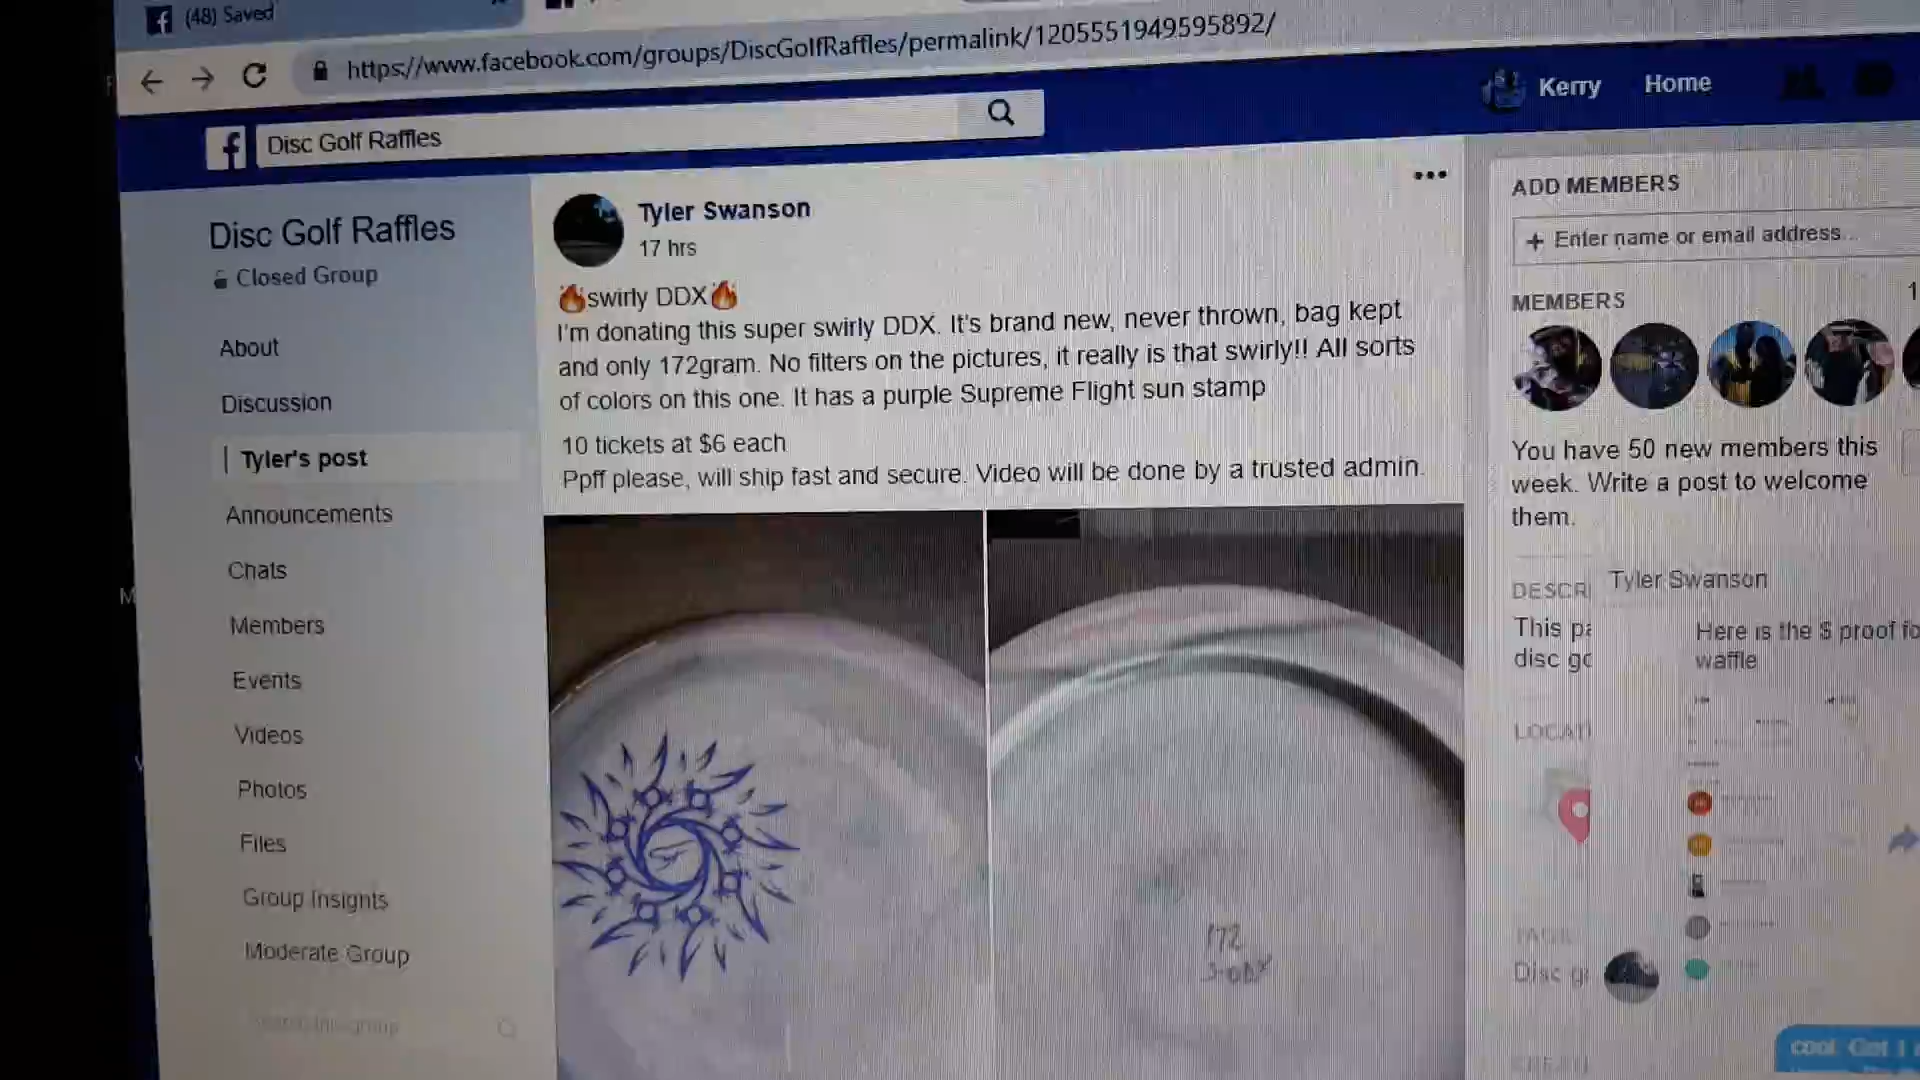 (48) Saved
https://www.facebook.com/groups/DiscGolfRaffles/permalink/1205551949595892/
Disc Golf Raffles
Kerry
Home
Disc Golf Raffles
Closed Group
About
Discussion
Tyler's post
Announcements
Chats
Members
Events
Videos
Photos
Files
Group Insights
Moderate Group
Search this group
Tyler Swanson
17 hrs
🔥swirly DDX🔥
I'm donating this super swirly DDX. It's brand new, never thrown, bag kept
and only 172gram. No filters on the pictures, it really is that swirly!! All sorts
of colors on this one. It has a purple Supreme Flight sun stamp
10 tickets at $6 each
Ppff please, will ship fast and secure. Video will be done by a trusted admin.
172
ADD MEMBERS
+ Enter name or email address...
MEMBERS
1
You have 50 new members this
week. Write a post to welcome
them.
DESCRI
This pa
disc go
LOCATI
TAGS
Disc g
Tyler Swanson
Here is the $ proof fo
waffle
cool. Got I